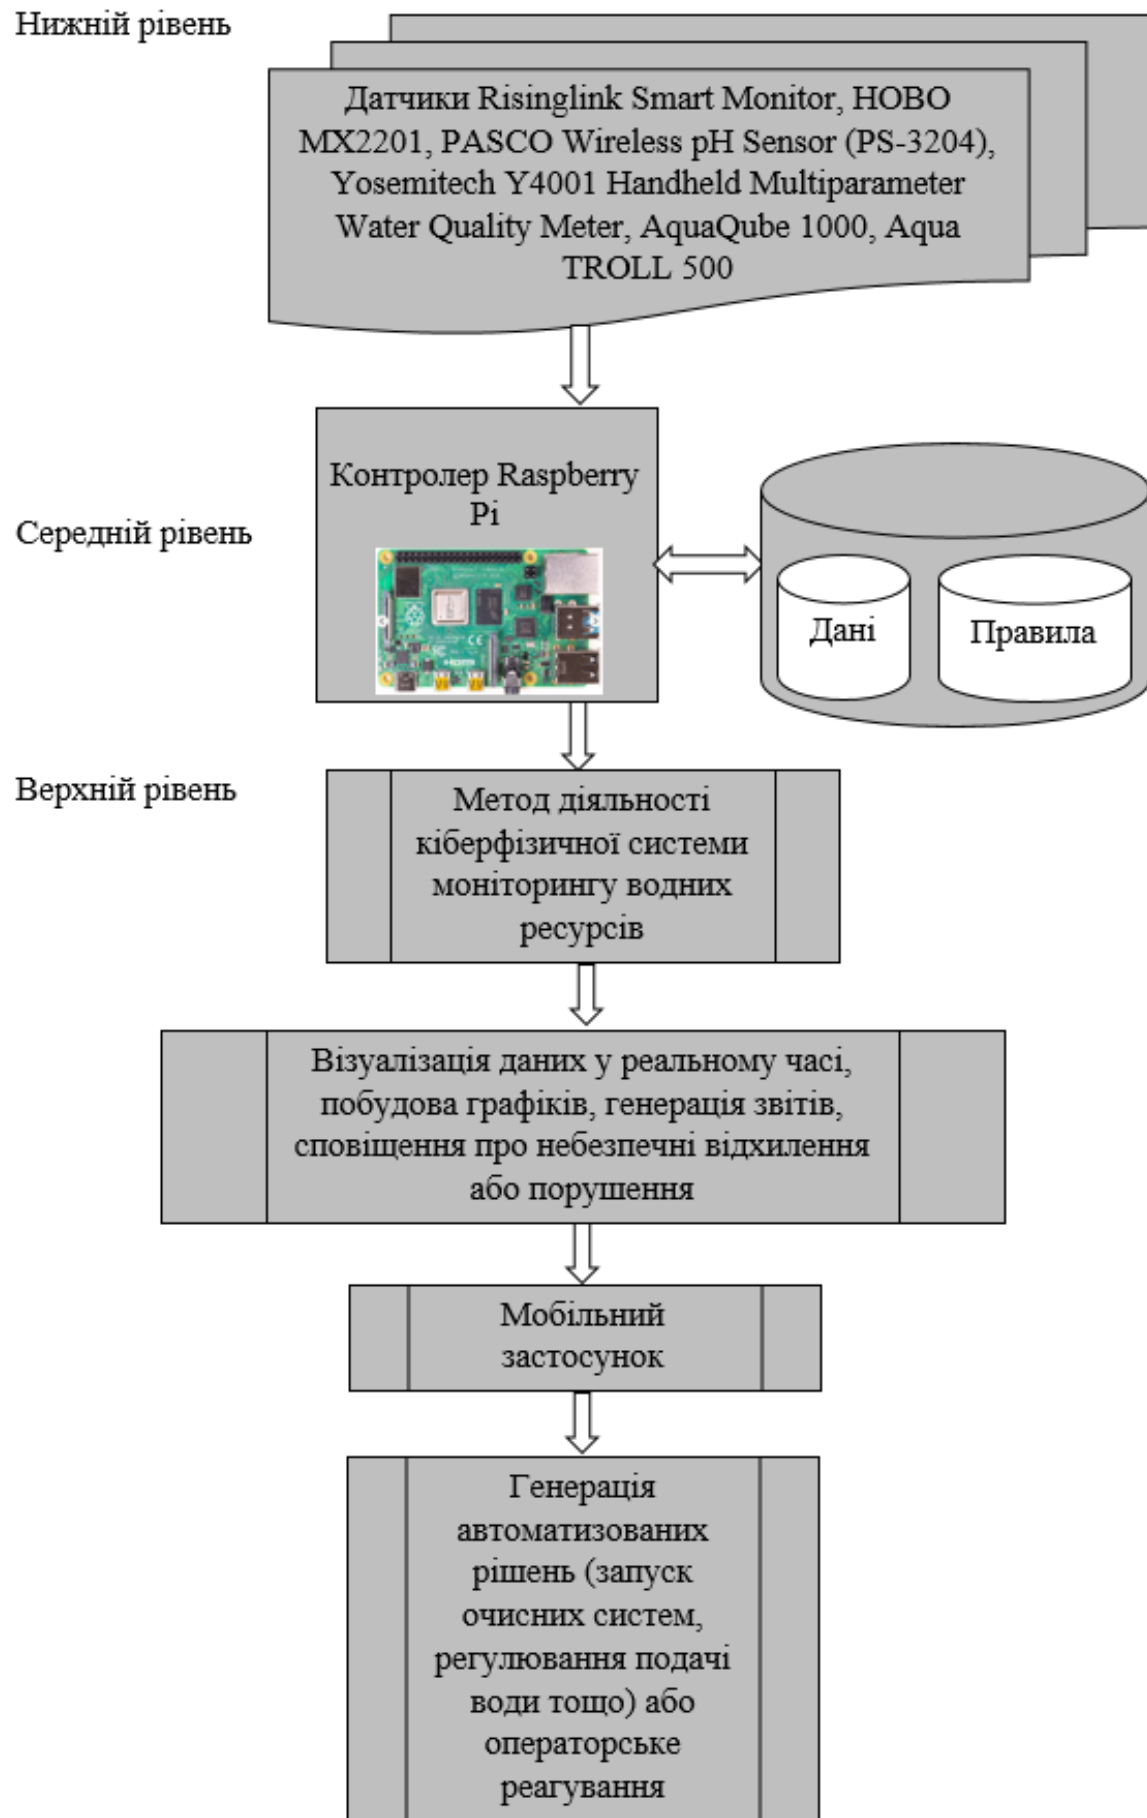 Нижній рівень
Датчики Risinglink Smart Monitor, HOBO
MX2201, PASCO Wireless pH Sensor (PS-3204),
Yosemitech Y4001 Handheld Multiparameter
Water Quality Meter, AquaQube 1000, Aqua
TROLL 500
Контролер Raspberry
Pi
Середній рівень
Дані
Правила
Верхній рівень
Метод діяльності
кіберфізичної системи
моніторингу водних
ресурсів
Візуалізація даних у реальному часі,
побудова графіків, генерація звітів,
сповіщення про небезпечні відхилення
або порушення
Мобільний
застосунок
Генерація
автоматизованих
рішень (запуск
очисних систем,
регулювання подачі
води тощо) або
операторське
реагування